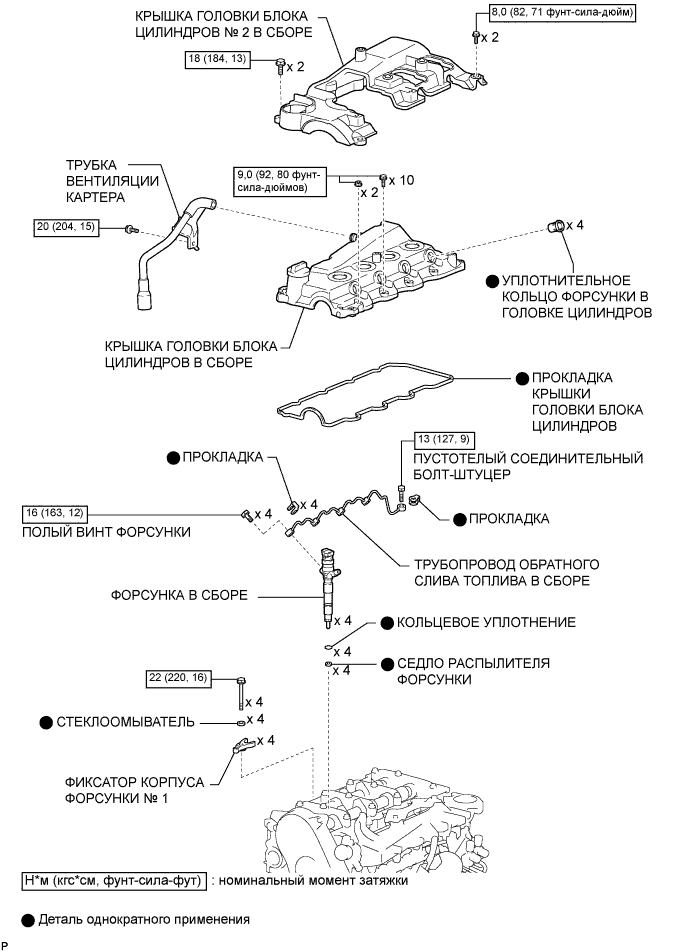 КРЫШКА ГОЛОВКИ БЛОКА
ЦИЛИНДРОВ № 2 В СБОРЕ
8,0 (82, 71 фунт-сила-дюйм)
x 2
18 (184, 13)
x 2
ТРУБКА
ВЕНТИЛЯЦИИ
КАРТЕРА
9,0 (92, 80 фунт-
сила-дюймов)
x 2
x 10
20 (204, 15)
x 4
УПЛОТНИТЕЛЬНОЕ
КОЛЬЦО ФОРСУНКИ В
ГОЛОВКЕ ЦИЛИНДРОВ
КРЫШКА ГОЛОВКИ БЛОКА
ЦИЛИНДРОВ В СБОРЕ
ПРОКЛАДКА
КРЫШКИ
ГОЛОВКИ БЛОКА
ЦИЛИНДРОВ
13 (127, 9)
ПУСТОТЕЛЫЙ СОЕДИНИТЕЛЬНЫЙ
БОЛТ-ШТУЦЕР
ПРОКЛАДКА
x 4
16 (163, 12)
x 4
ПОЛЫЙ ВИНТ ФОРСУНКИ
ПРОКЛАДКА
ТРУБОПРОВОД ОБРАТНОГО
СЛИВА ТОПЛИВА В СБОРЕ
ФОРСУНКА В СБОРЕ
x 4
КОЛЬЦЕВОЕ УПЛОТНЕНИЕ
x 4
СЕДЛО РАСПЫЛИТЕЛЯ
ФОРСУНКИ
x 4
22 (220, 16)
x 4
СТЕКЛООМЫВАТЕЛЬ
x 4
x 4
ФИКСАТОР КОРПУСА
ФОРСУНКИ № 1
Н*м (кгс*см, фунт-сила-фут) : номинальный момент затяжки
Деталь однократного применения
P